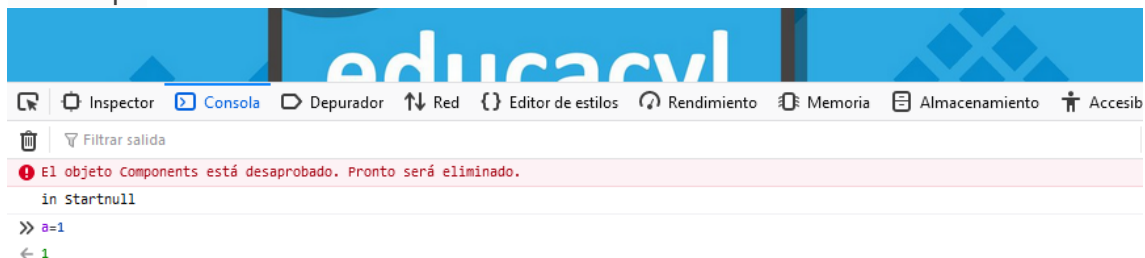 educacyl
Inspector Consola Depurador Red Editor de estilos Rendimiento Memoria Almacenamiento Accesib
Filtrar salida
El objeto Components está desaprobado. Pronto será eliminado.
in Startnull
>> a=1
← 1